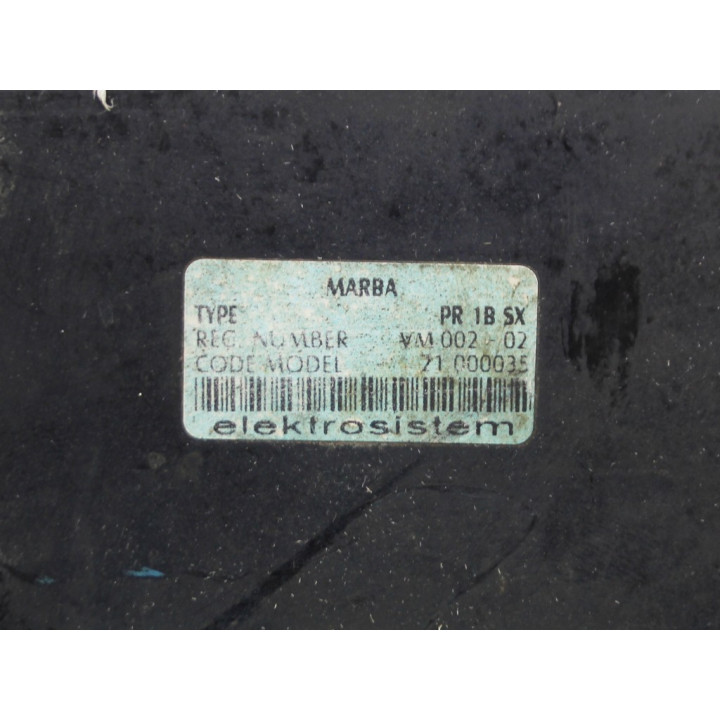 MARBA
TYPE PR 1B SX
REG. NUMBER VM 002 - 02
CODE MODEL 21 000035
elektrosistem